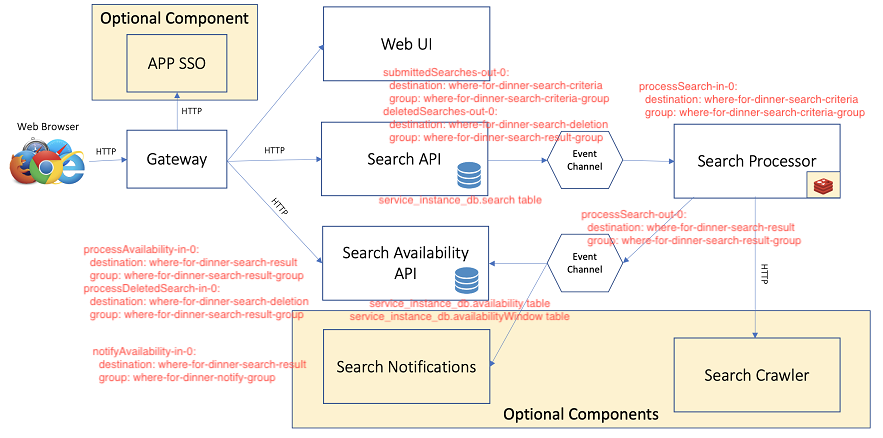 Optional Component
APP SSO
HTTP
Web Browser
HTTP
Gateway
HTTP
HTTP
Web UI
submittedSearches-out-0:
destination: where-for-dinner-search-criteria
group: where-for-dinner-search-criteria-group
deletedSearches-out-0:
destination: where-for-dinner-search-deletion
group: where-for-dinner-search-result-group
Search API
service_instance_db.search table
Event
Channel
processSearch-in-0:
destination: where-for-dinner-search-criteria
group: where-for-dinner-search-criteria-group
Search Processor
processSearch-out-0:
destination: where-for-dinner-search-result
group: where-for-dinner-search-result-group
Event
Channel
HTTP
processAvailability-in-0:
destination: where-for-dinner-search-result
group: where-for-dinner-search-result-group
processDeletedSearch-in-0:
destination: where-for-dinner-search-deletion
group: where-for-dinner-search-result-group
Search Availability
API
service_instance_db.availability table
service_instance_db.availabilityWindow table
notifyAvailability-in-0:
destination: where-for-dinner-search-result
group: where-for-dinner-notify-group
Search Notifications
Search Crawler
Optional Components